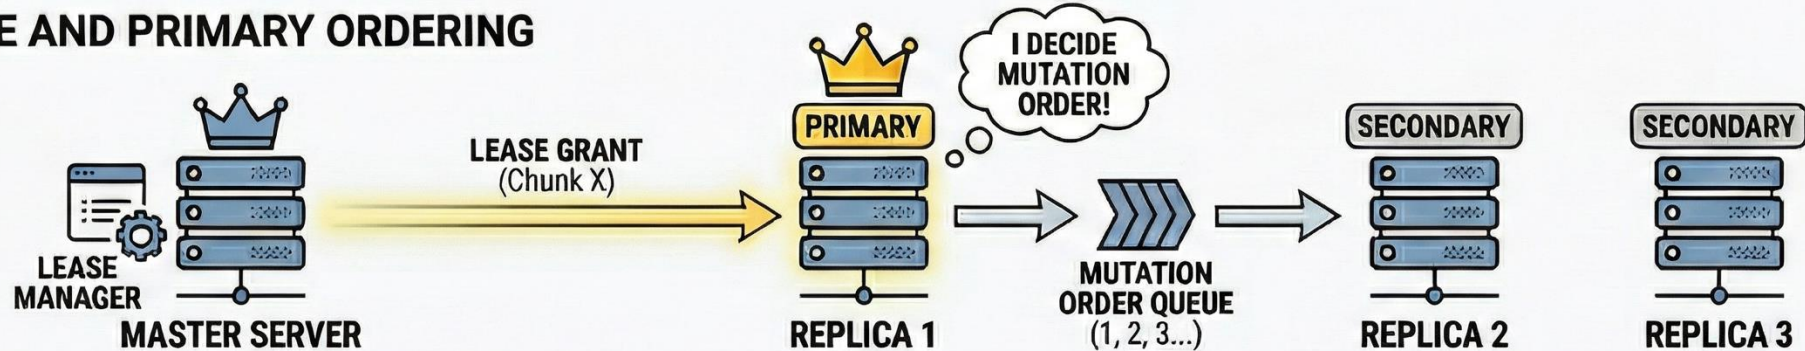 E AND PRIMARY ORDERING
LEASE
MANAGER
MASTER SERVER
LEASE GRANT
(Chunk X)
PRIMARY
REPLICA 1
I DECIDE
MUTATION
ORDER!
MUTATION
ORDER QUEUE
(1, 2, 3...)
SECONDARY
REPLICA 2
SECONDARY
REPLICA 3